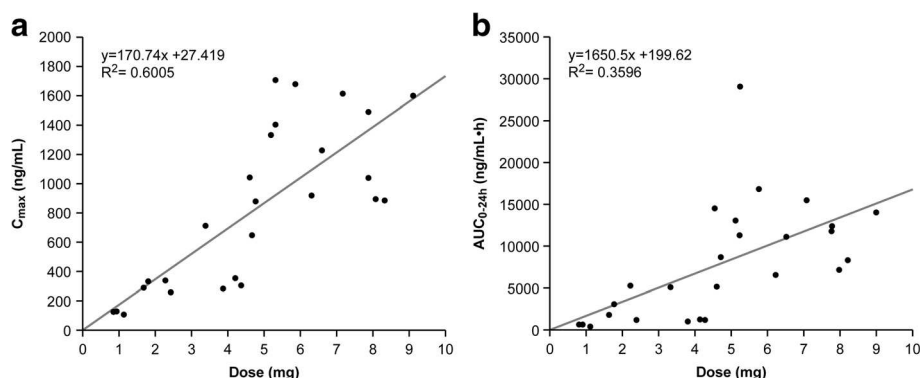 a
y=170.74x +27.419
R²= 0.6005
Cmax (ng/mL)
2000
1800
1600
1400
1200
1000
800
600
400
200
0
0 1 2 3 4 5 6 7 8 9 10
Dose (mg)
b
y=1650.5x +199.62
R²= 0.3596
AUC0-24h (ng/mL•h)
35000
30000
25000
20000
15000
10000
5000
0
0 1 2 3 4 5 6 7 8 9 10
Dose (mg)